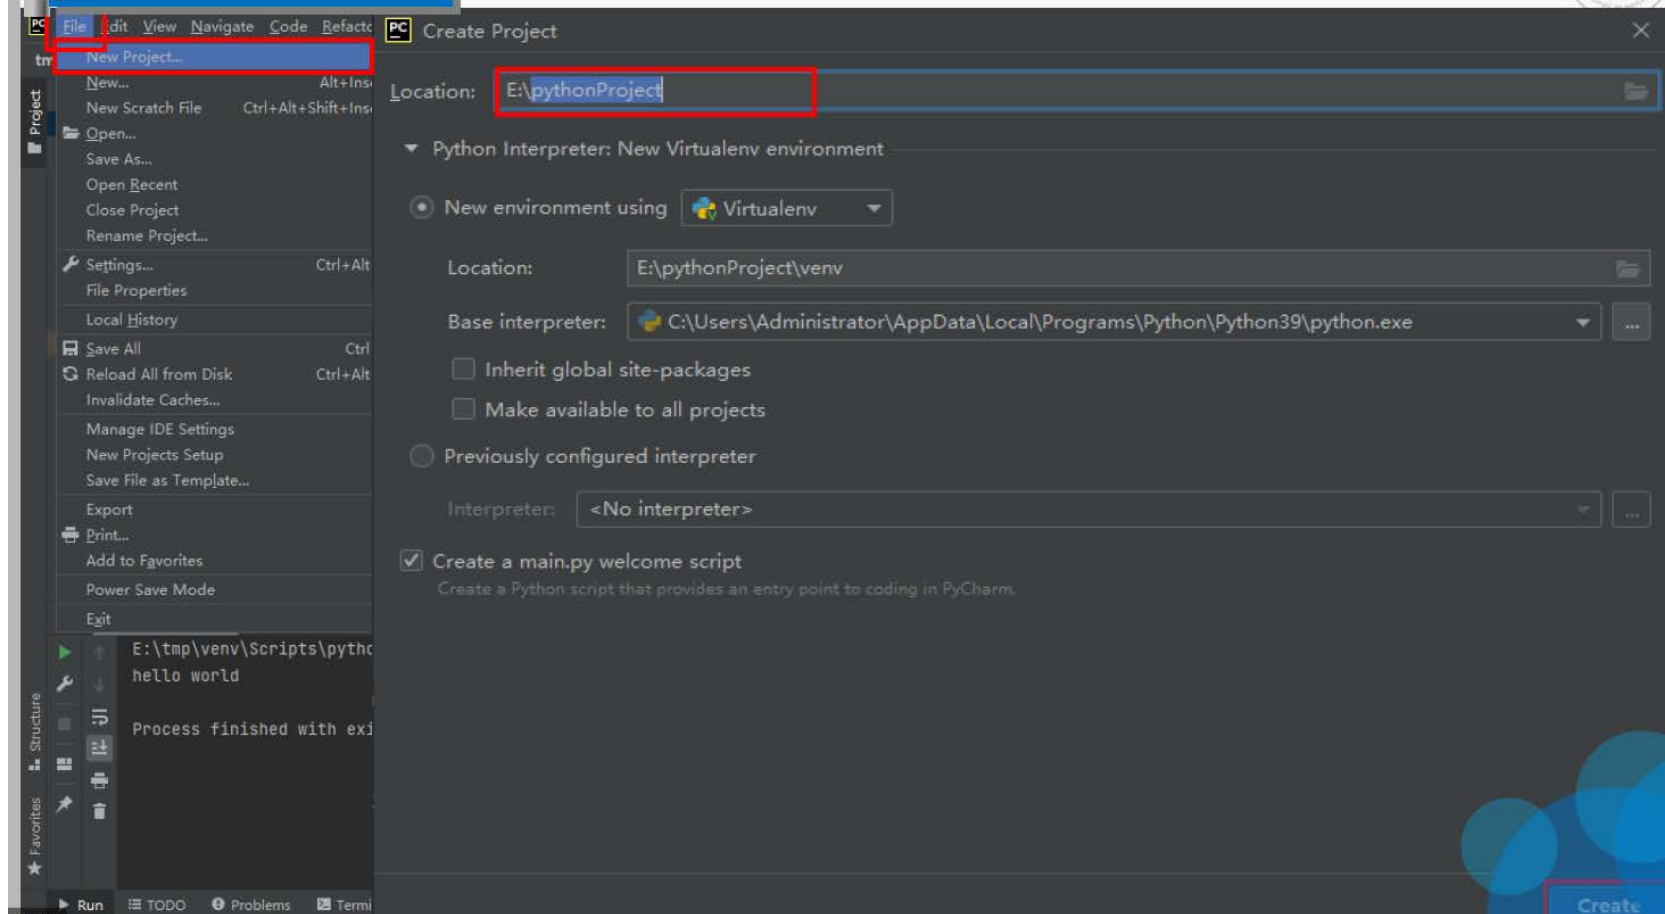 File Edit View Navigate Code
New Project...
New... Alt+Ins
New Scratch File Ctrl+Alt+Shift+Ins
Open...
Save As...
Open Recent
Close Project
Rename Project...
Settings... Ctrl+Alt
File Properties
Local History
Save All Ctrl
Reload All from Disk Ctrl+Alt
Invalidate Caches...
Manage IDE Settings
New Projects Setup
Save File as Template...
Export
Print...
Add to Favorites
Power Save Mode
Exit
Project
Structure
Favorites
E:\tmp\venv\Scripts\pytho
hello world
Process finished with exi
Run TODO Problems Termi
PC Create Project
Location: E:\pythonProject
Python Interpreter: New Virtualenv environment
New environment using Virtualenv
Location: E:\pythonProject\venv
Base interpreter: C:\Users\Administrator\AppData\Local\Programs\Python\Python39\python.exe ...
Inherit global site-packages
Make available to all projects
Previously configured interpreter
Interpreter: <No interpreter> ...
Create a main.py welcome script
Create a Python script that provides an entry point to coding in PyCharm.
Create